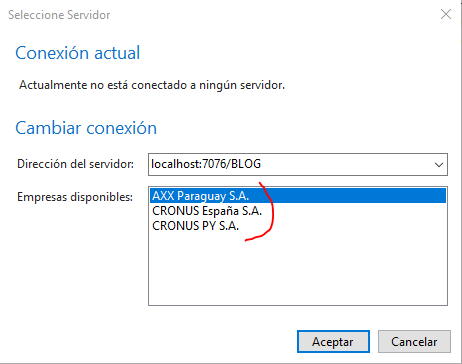 Seleccione Servidor
Conexión actual
Actualmente no está conectado a ningún servidor.
Cambiar conexión
Dirección del servidor: localhost:7076/BLOG
Empresas disponibles: AXX Paraguay S.A.
CRONUS España S.A.
CRONUS PY S.A.
Aceptar Cancelar